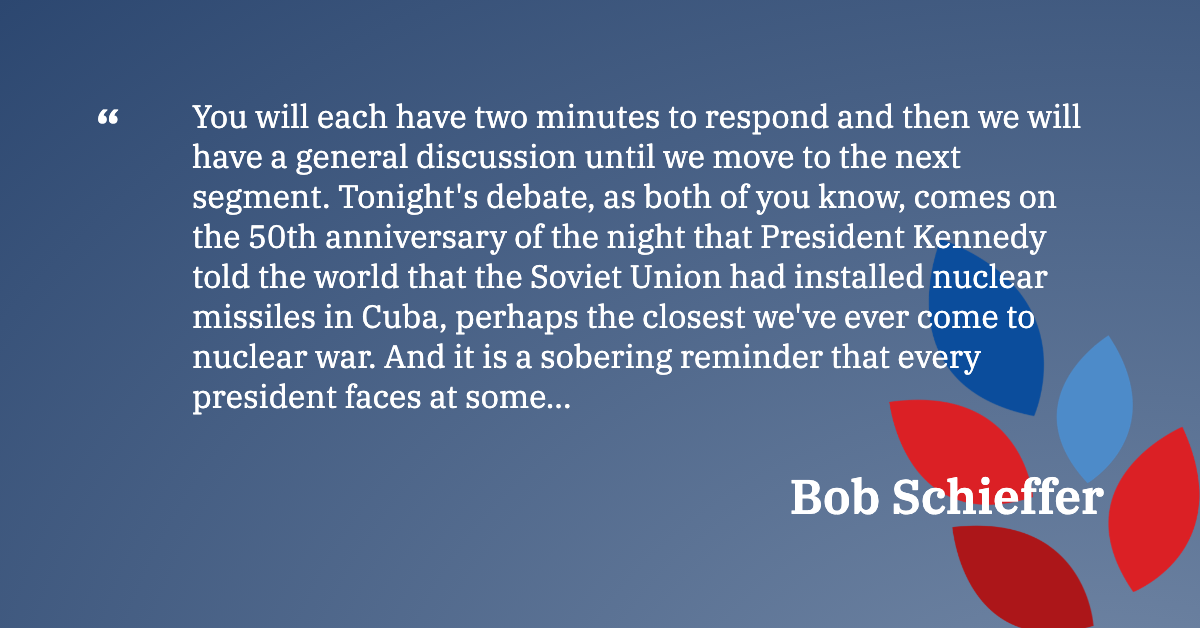 “ You will each have two minutes to respond and then we will
have a general discussion until we move to the next
segment. Tonight's debate, as both of you know, comes on
the 50th anniversary of the night that President Kennedy
told the world that the Soviet Union had installed nuclear
missiles in Cuba, perhaps the closest we've ever come to
nuclear war. And it is a sobering reminder that every
president faces at some...
Bob Schieffer